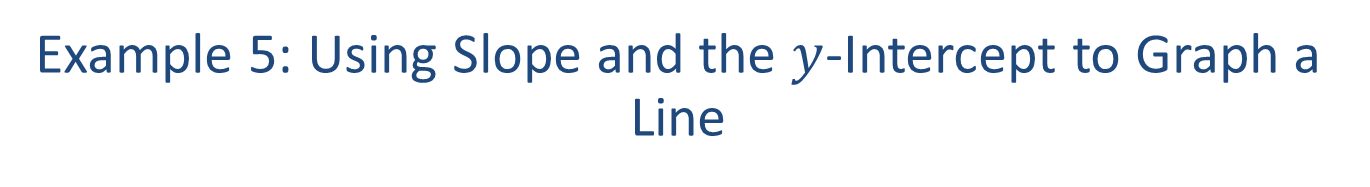 Example 5: Using Slope and the 𝑦-Intercept to Graph a
Line